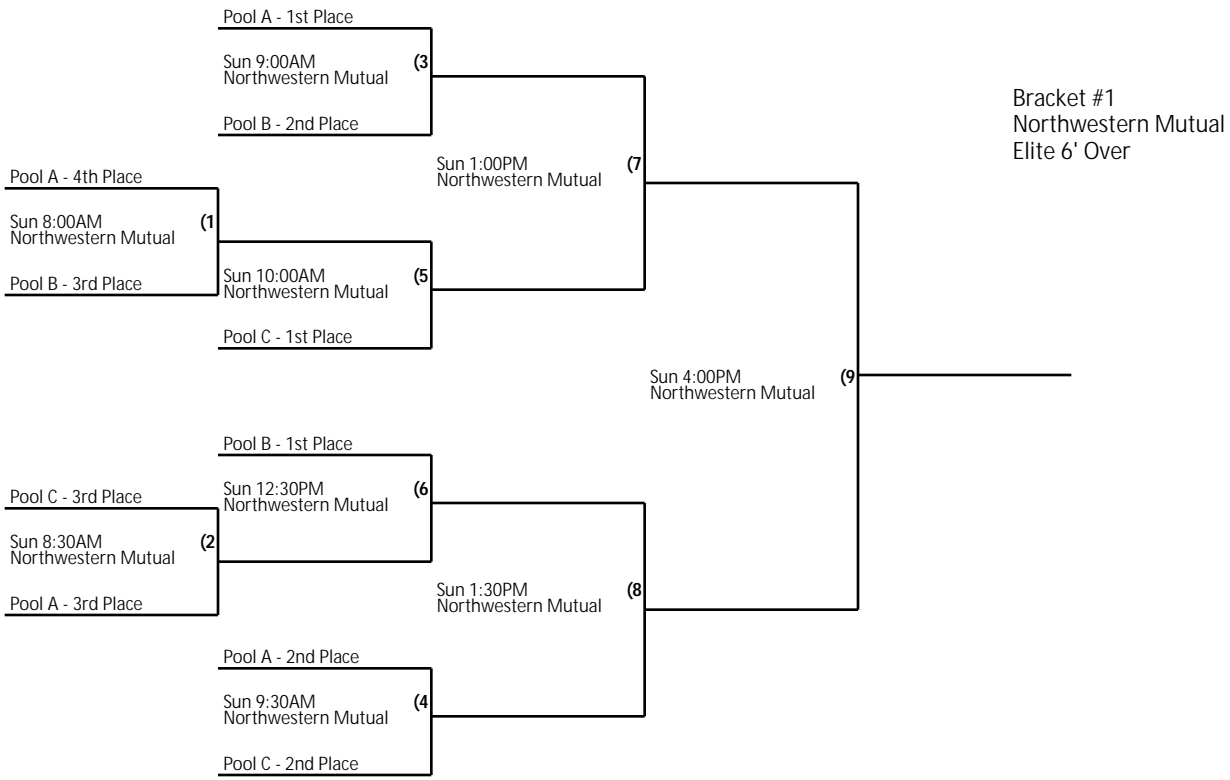 Pool A - 1st Place
Sun 9:00AM
Northwestern Mutual
(3
Pool B - 2nd Place
Bracket #1
Northwestern Mutual
Elite 6' Over
Sun 1:00PM
Northwestern Mutual
(7
Pool A - 4th Place
Sun 8:00AM
Northwestern Mutual
(1
Pool B - 3rd Place
Sun 10:00AM
Northwestern Mutual
(5
Pool C - 1st Place
Sun 4:00PM
Northwestern Mutual
(9
Pool B - 1st Place
Sun 12:30PM
Northwestern Mutual
(6
Pool C - 3rd Place
Sun 8:30AM
Northwestern Mutual
(2
Pool A - 3rd Place
Sun 1:30PM
Northwestern Mutual
(8
Pool A - 2nd Place
Sun 9:30AM
Northwestern Mutual
(4
Pool C - 2nd Place